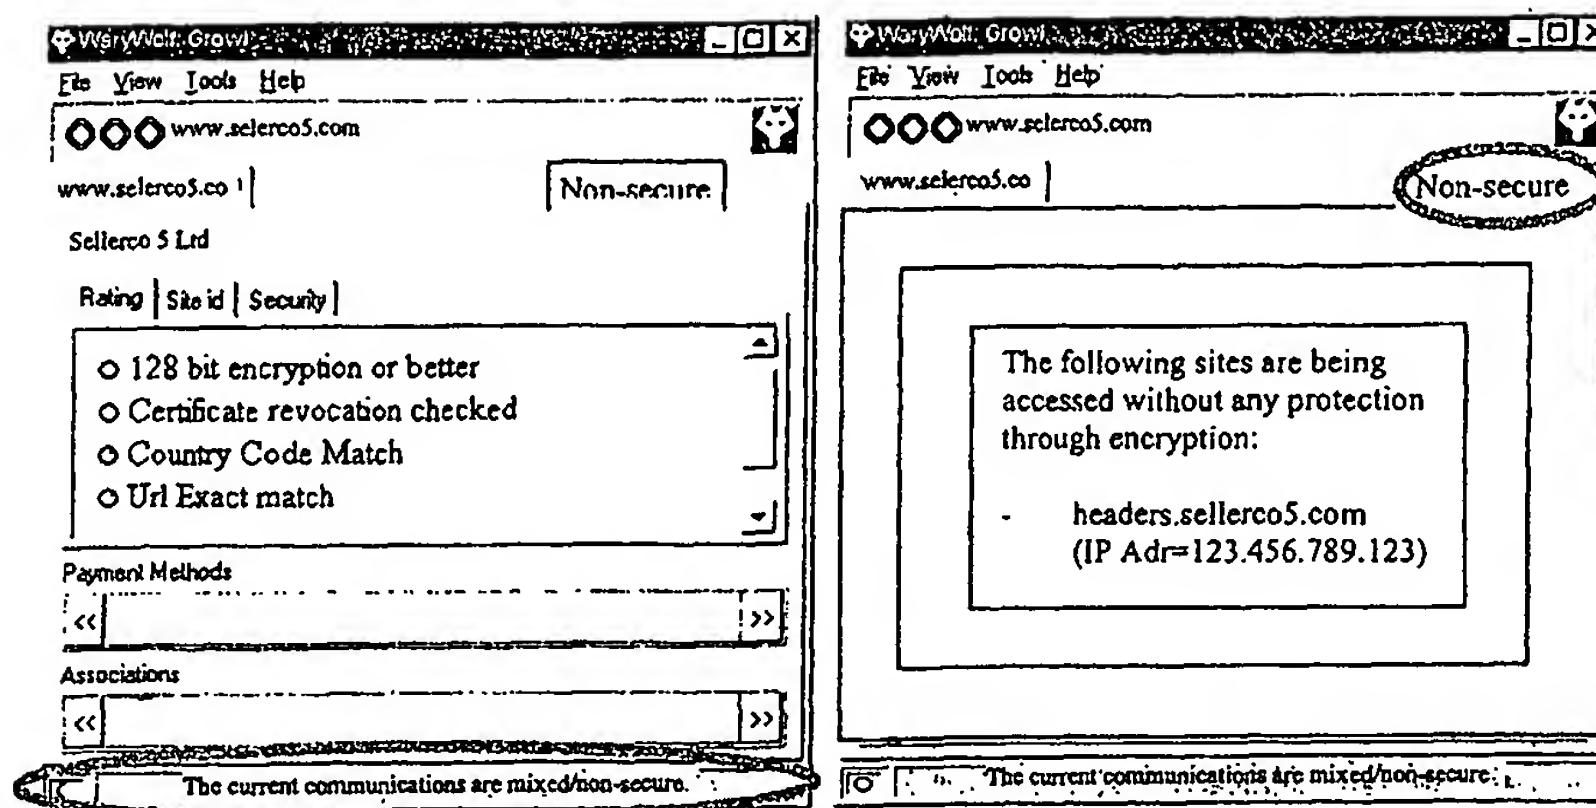 WaryWolf: Growl
File View Tools Help
www.selerco5.com
www.selerco5.co
Non-secure
Sellerco 5 Ltd
Rating Site id Security
128 bit encryption or better
Certificate revocation checked
Country Code Match
Url Exact match
Payment Methods
<< >>
Associations
<< >>
The current communications are mixed/non-secure.
WaryWolf: Growl
File View Tools Help
www.selerco5.com
www.selerco5.co
Non-secure
The following sites are being
accessed without any protection
through encryption:
- headers.sellerco5.com
(IP Adr=123.456.789.123)
The current communications are mixed/non-secure.